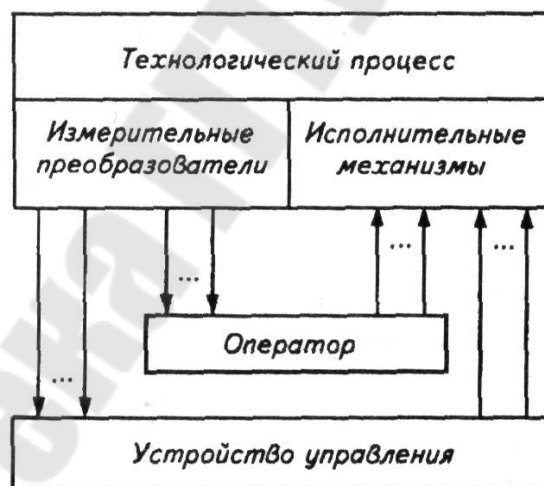 Технологический процесс
Измерительные
преобразователи
Исполнительные
механизмы
...
...
...
Оператор
...
Устройство управления